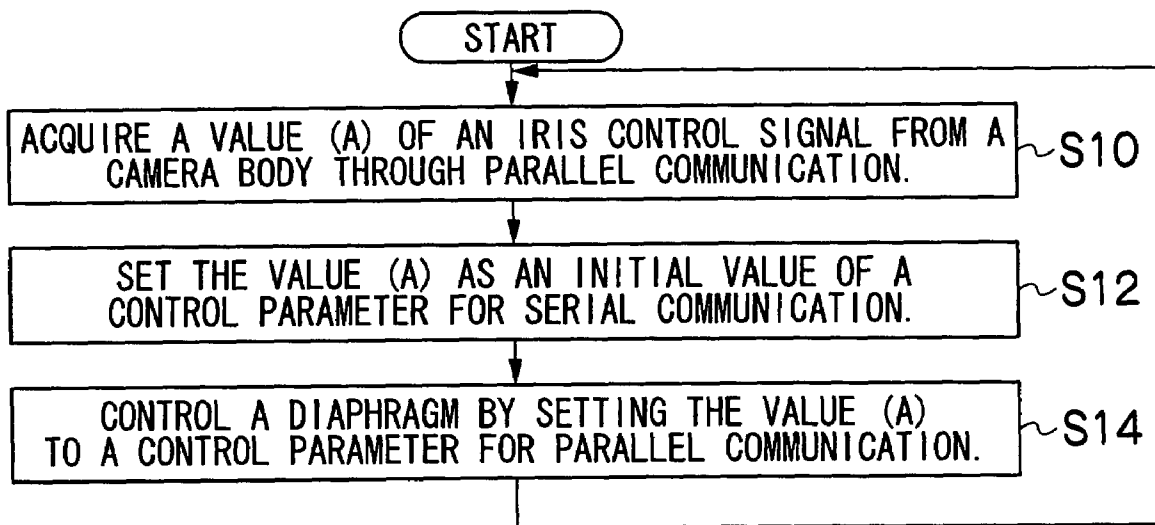 START
ACQUIRE A VALUE (A) OF AN IRIS CONTROL SIGNAL FROM A
CAMERA BODY THROUGH PARALLEL COMMUNICATION.
S10
SET THE VALUE (A) AS AN INITIAL VALUE OF A
CONTROL PARAMETER FOR SERIAL COMMUNICATION.
S12
CONTROL A DIAPHRAGM BY SETTING THE VALUE (A)
TO A CONTROL PARAMETER FOR PARALLEL COMMUNICATION.
S14